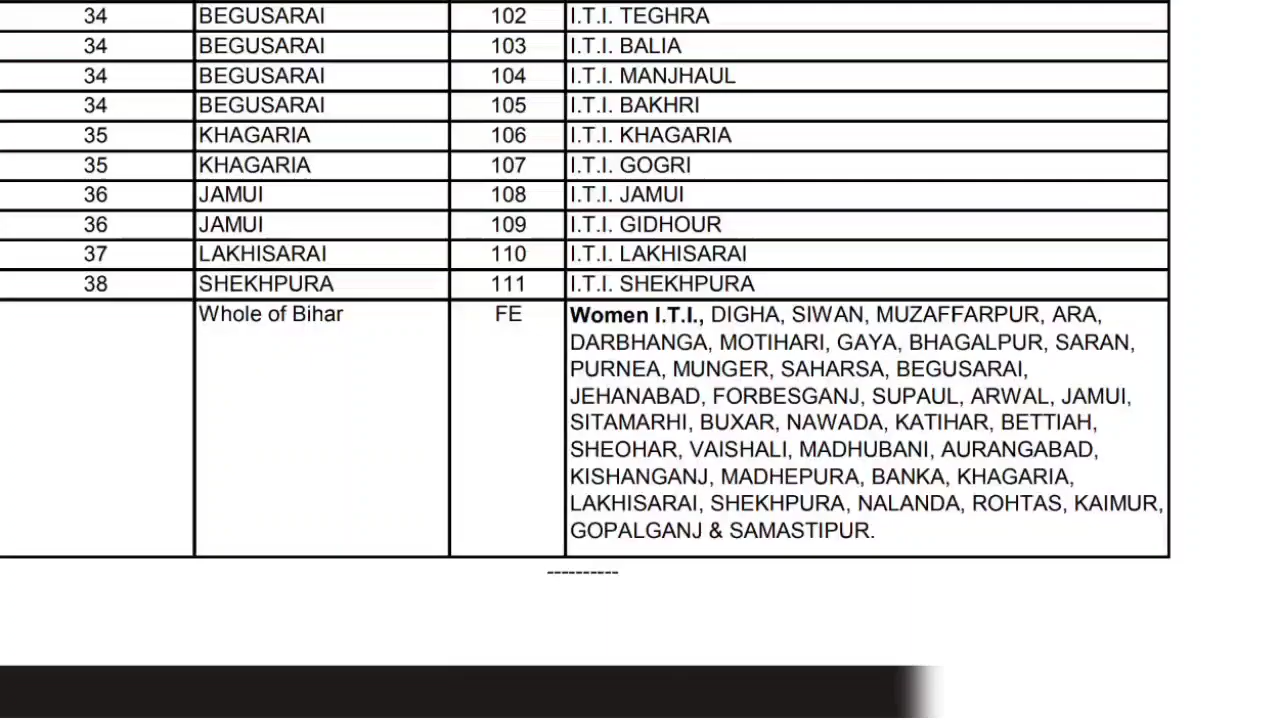 34 BEGUSARAI 102 I.T.I. TEGHRA
34 BEGUSARAI 103 I.T.I. BALIA
34 BEGUSARAI 104 I.T.I. MANJHAUL
34 BEGUSARAI 105 I.T.I. BAKHRI
35 KHAGARIA 106 I.T.I. KHAGARIA
35 KHAGARIA 107 I.T.I. GOGRI
36 JAMUI 108 I.T.I. JAMUI
36 JAMUI 109 I.T.I. GIDHOUR
37 LAKHISARAI 110 I.T.I. LAKHISARAI
38 SHEKHPURA 111 I.T.I. SHEKHPURA
Whole of Bihar FE Women I.T.I., DIGHA, SIWAN, MUZAFFARPUR, ARA,
DARBHANGA, MOTIHARI, GAYA, BHAGALPUR, SARAN,
PURNEA, MUNGER, SAHARSA, BEGUSARAI,
JEHANABAD, FORBESGANJ, SUPAUL, ARWAL, JAMUI,
SITAMARHI, BUXAR, NAWADA, KATIHAR, BETTIAH,
SHEOHAR, VAISHALI, MADHUBANI, AURANGABAD,
KISHANGANJ, MADHEPURA, BANKA, KHAGARIA,
LAKHISARAI, SHEKHPURA, NALANDA, ROHTAS, KAIMUR,
GOPALGANJ & SAMASTIPUR.
----------